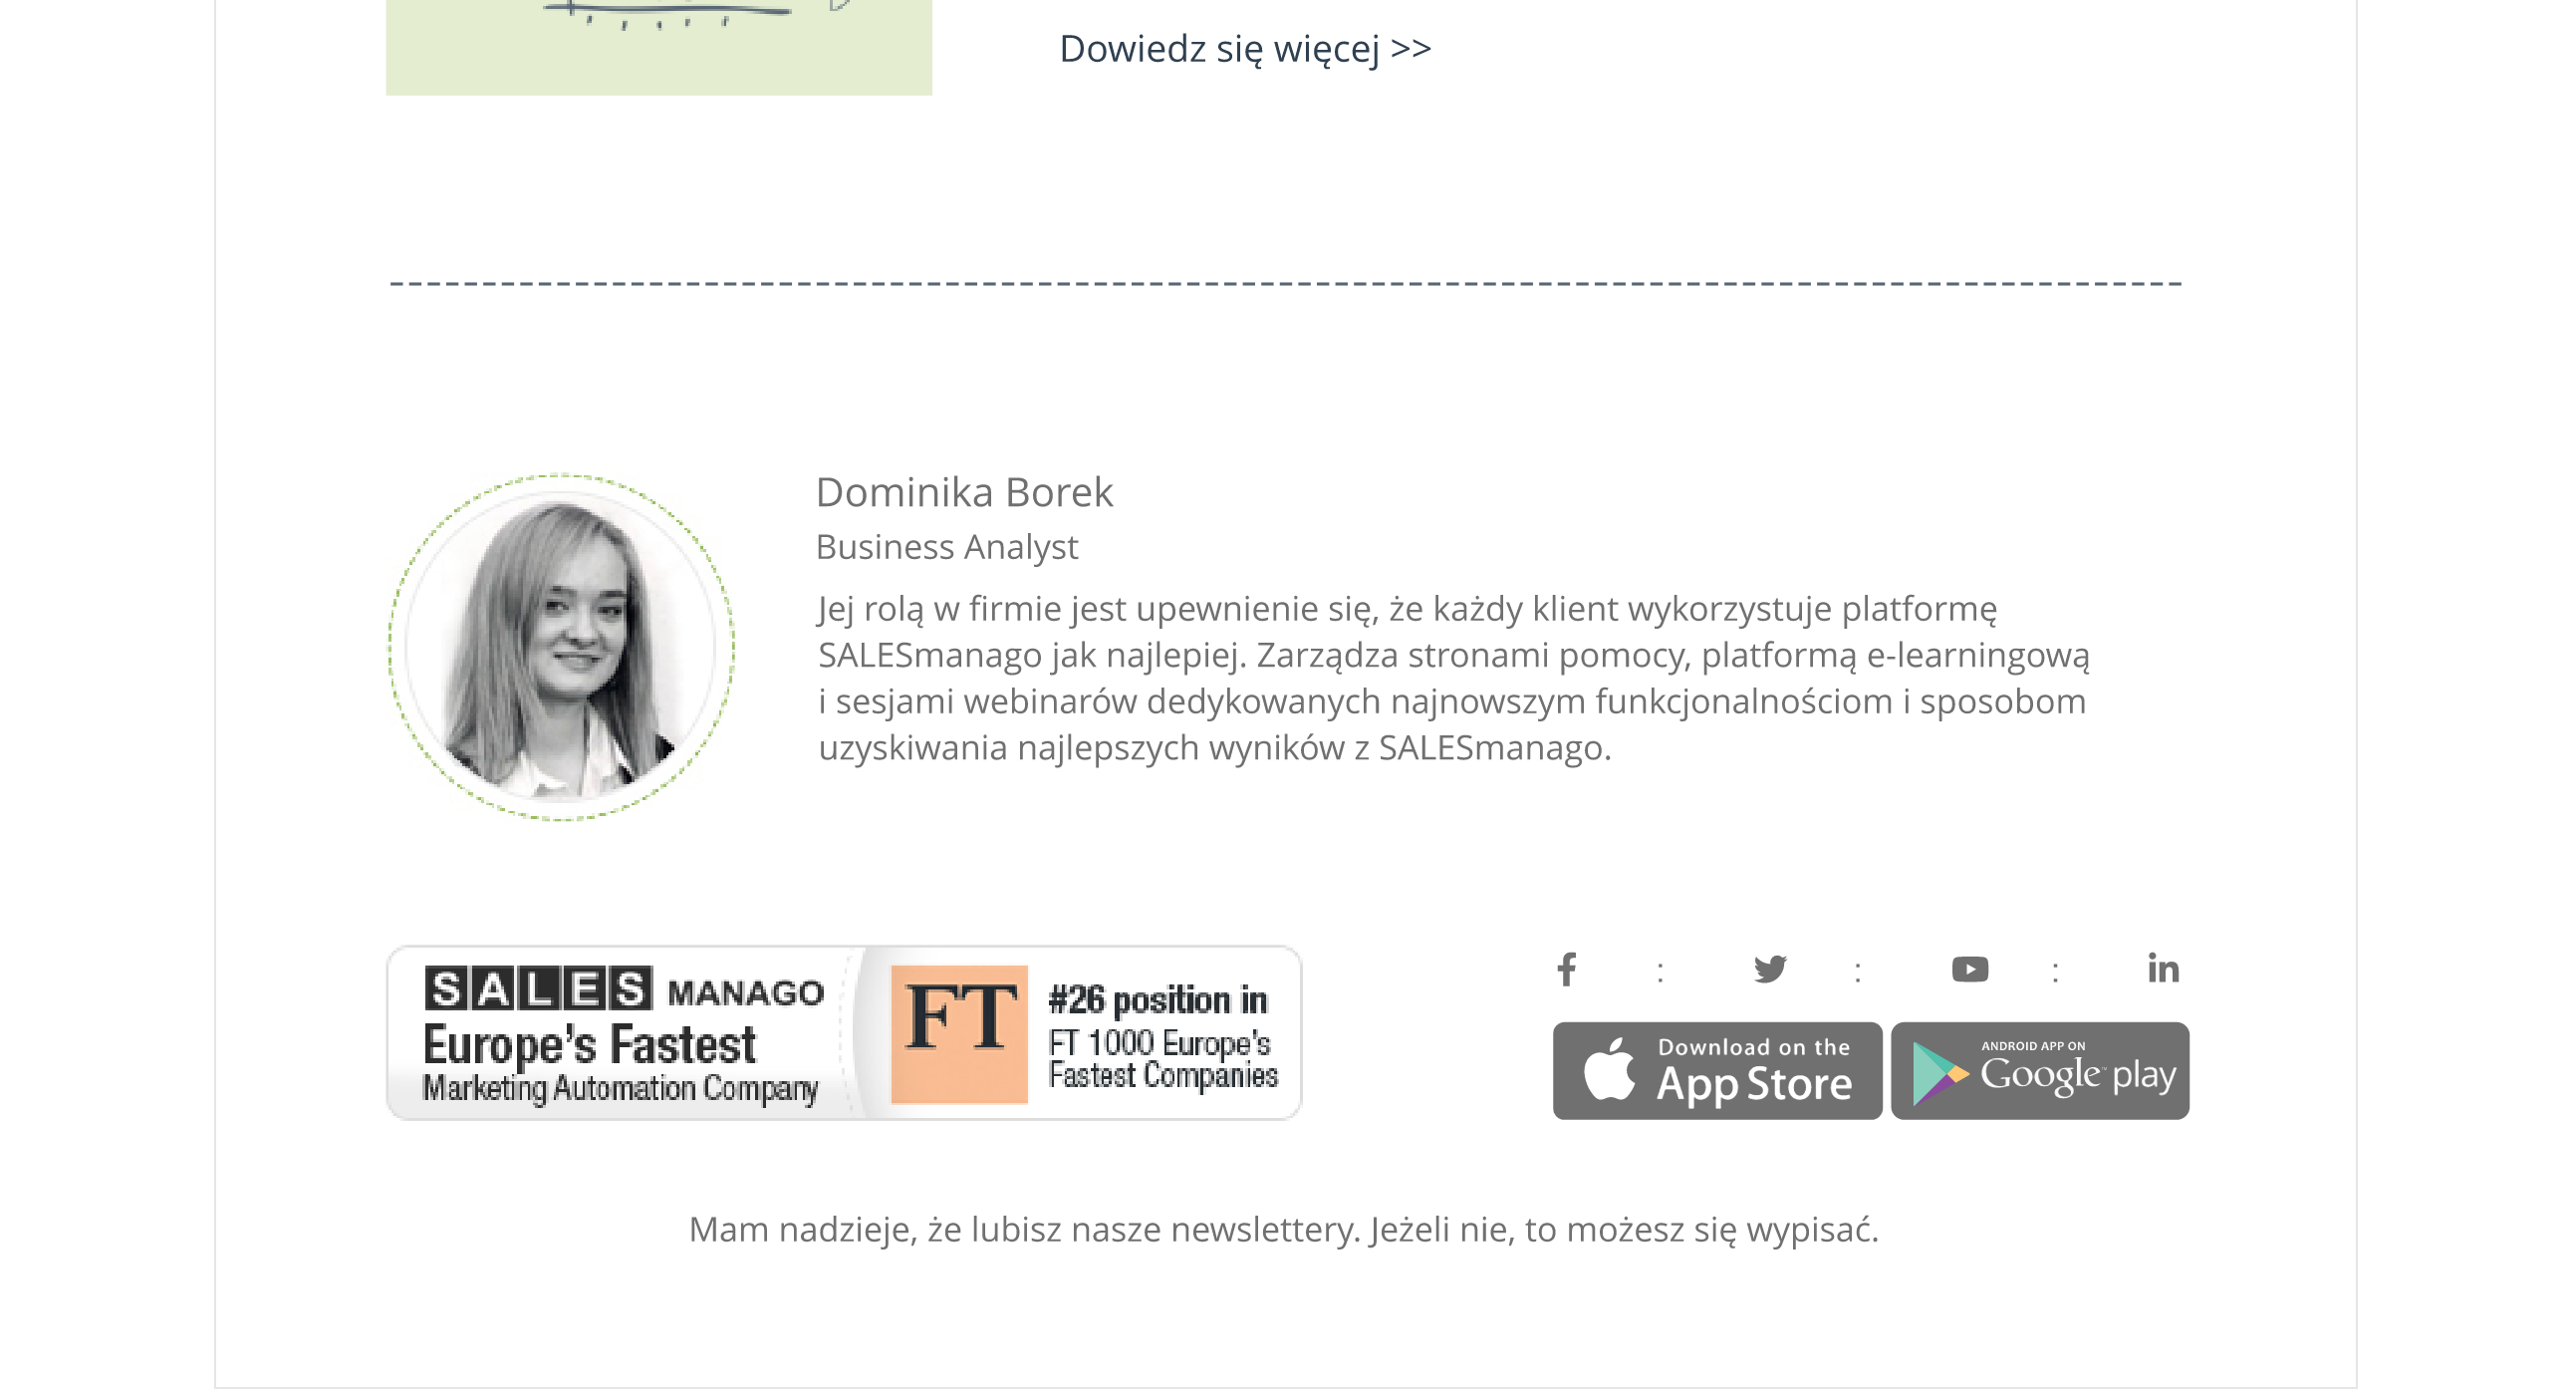 Dowiedz się więcej >>
Dominika Borek
Business Analyst
Jej rolą w firmie jest upewnienie się, że każdy klient wykorzystuje platformę
SALESmanago jak najlepiej. Zarządza stronami pomocy, platformą e-learningową
i sesjami webinarów dedykowanych najnowszym funkcjonalnościom i sposobom
uzyskiwania najlepszych wyników z SALESmanago.
SALES MANAGO
Europe's Fastest
Marketing Automation Company
FT
#26 position in
FT 1000 Europe's
Fastest Companies
f : : : in
Download on the
App Store
ANDROID APP ON
Google play
Mam nadzieje, że lubisz nasze newslettery. Jeżeli nie, to możesz się wypisać.